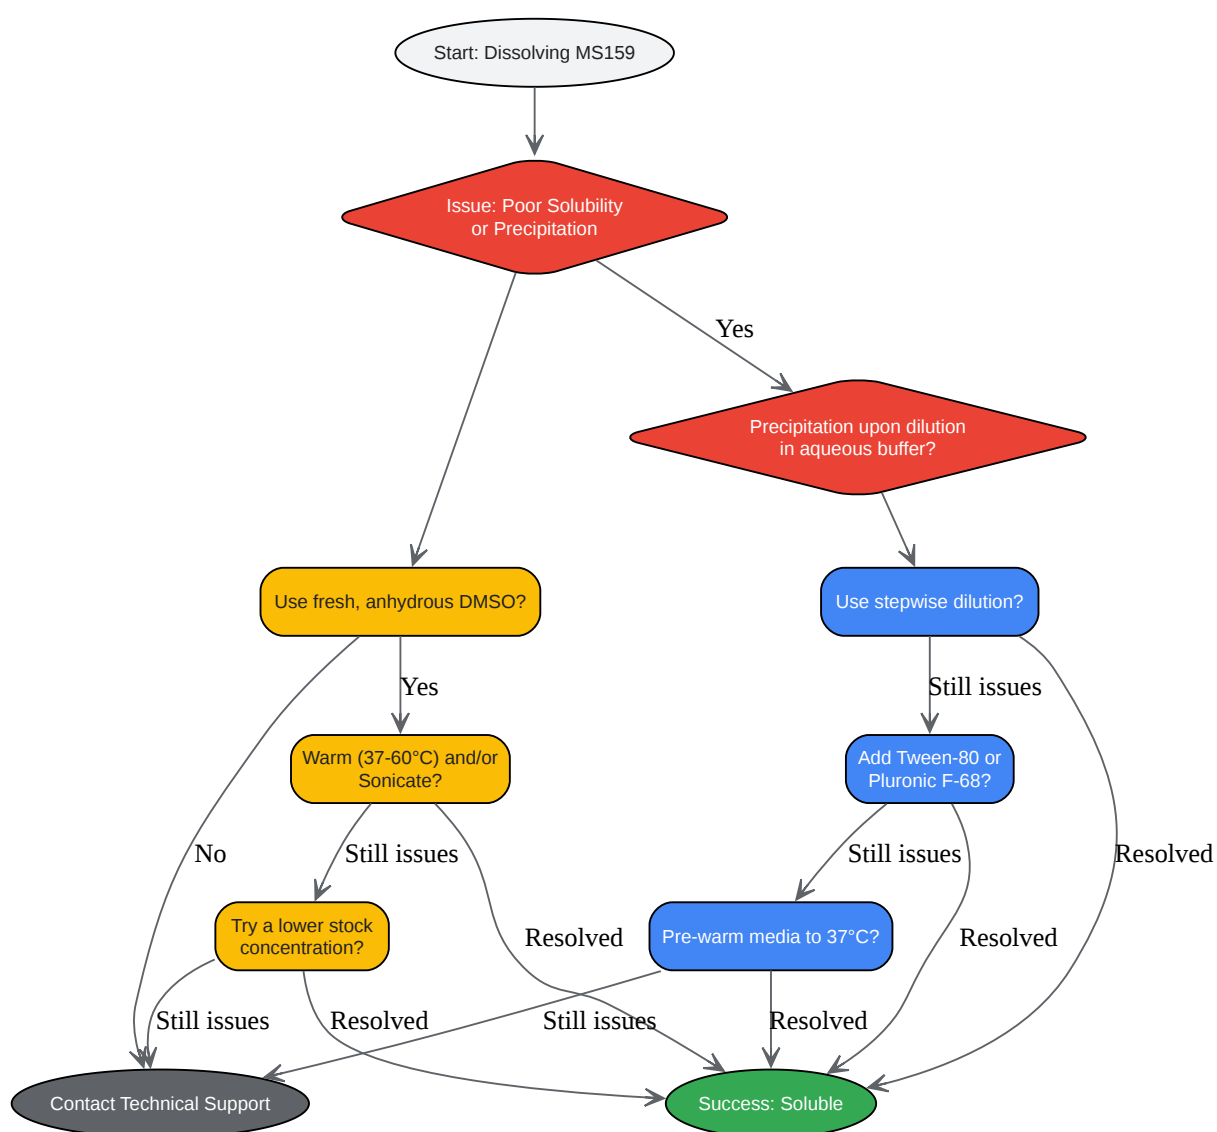 Start: Dissolving MS159
Issue: Poor Solubility
or Precipitation
Yes
Precipitation upon dilution
in aqueous buffer?
Use fresh, anhydrous DMSO?
Use stepwise dilution?
Yes
Still issues
Warm (37-60°C) and/or
Sonicate?
Add Tween-80 or
Pluronic F-68?
No
Still issues
Still issues
Resolved
Try a lower stock
concentration?
Resolved
Pre-warm media to 37°C?
Resolved
Still issues
Resolved
Still issues
Resolved
Contact Technical Support
Success: Soluble